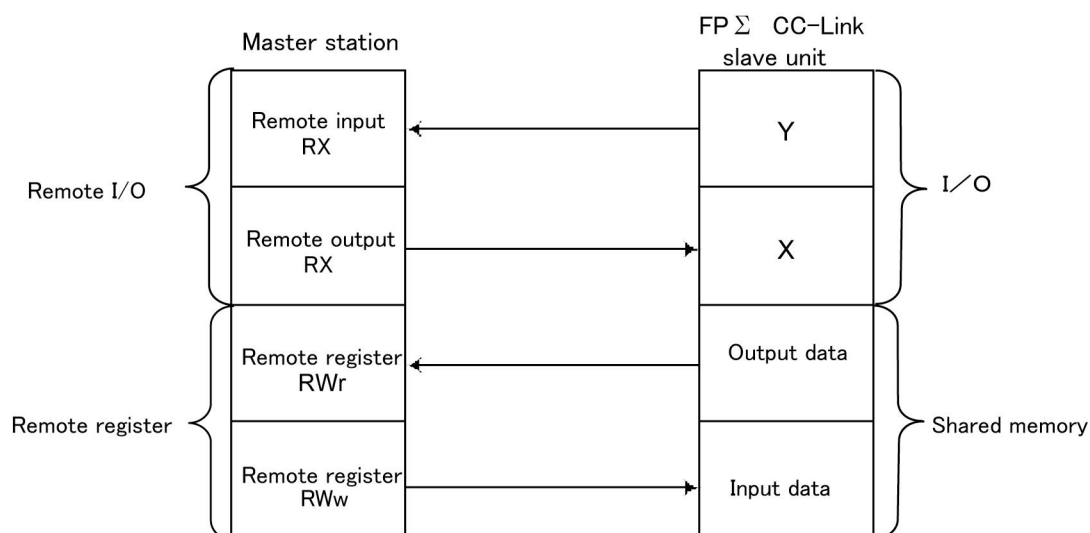 Master station
FPΣ CC-Link
slave unit
Remote input
RX
Y
Remote I/O
I／O
Remote output
RX
X
Remote register
RWr
Output data
Remote register
Shared memory
Remote register
RWw
Input data